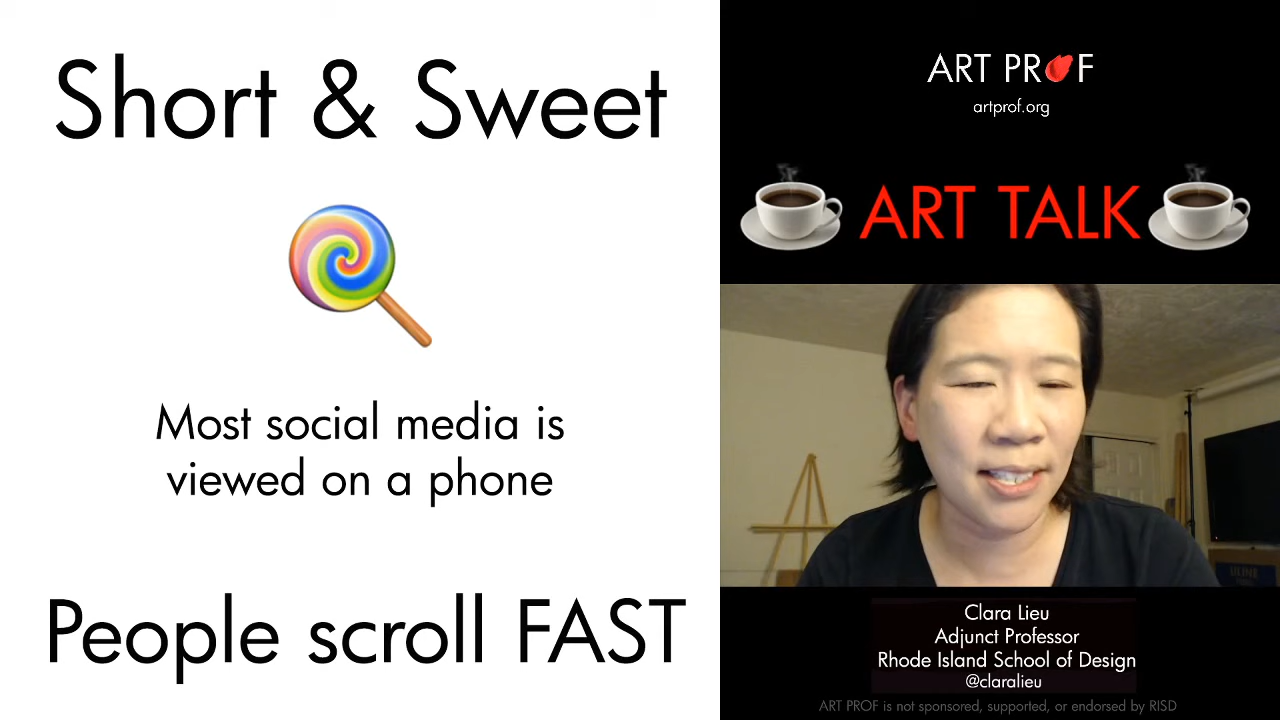 Short & Sweet
Most social media is
viewed on a phone
People scroll FAST
ART PROF
artprof.org
ART TALK
Clara Lieu
Adjunct Professor
Rhode Island School of Design
@claralieu
ART PROF is not sponsored, supported, or endorsed by RISD